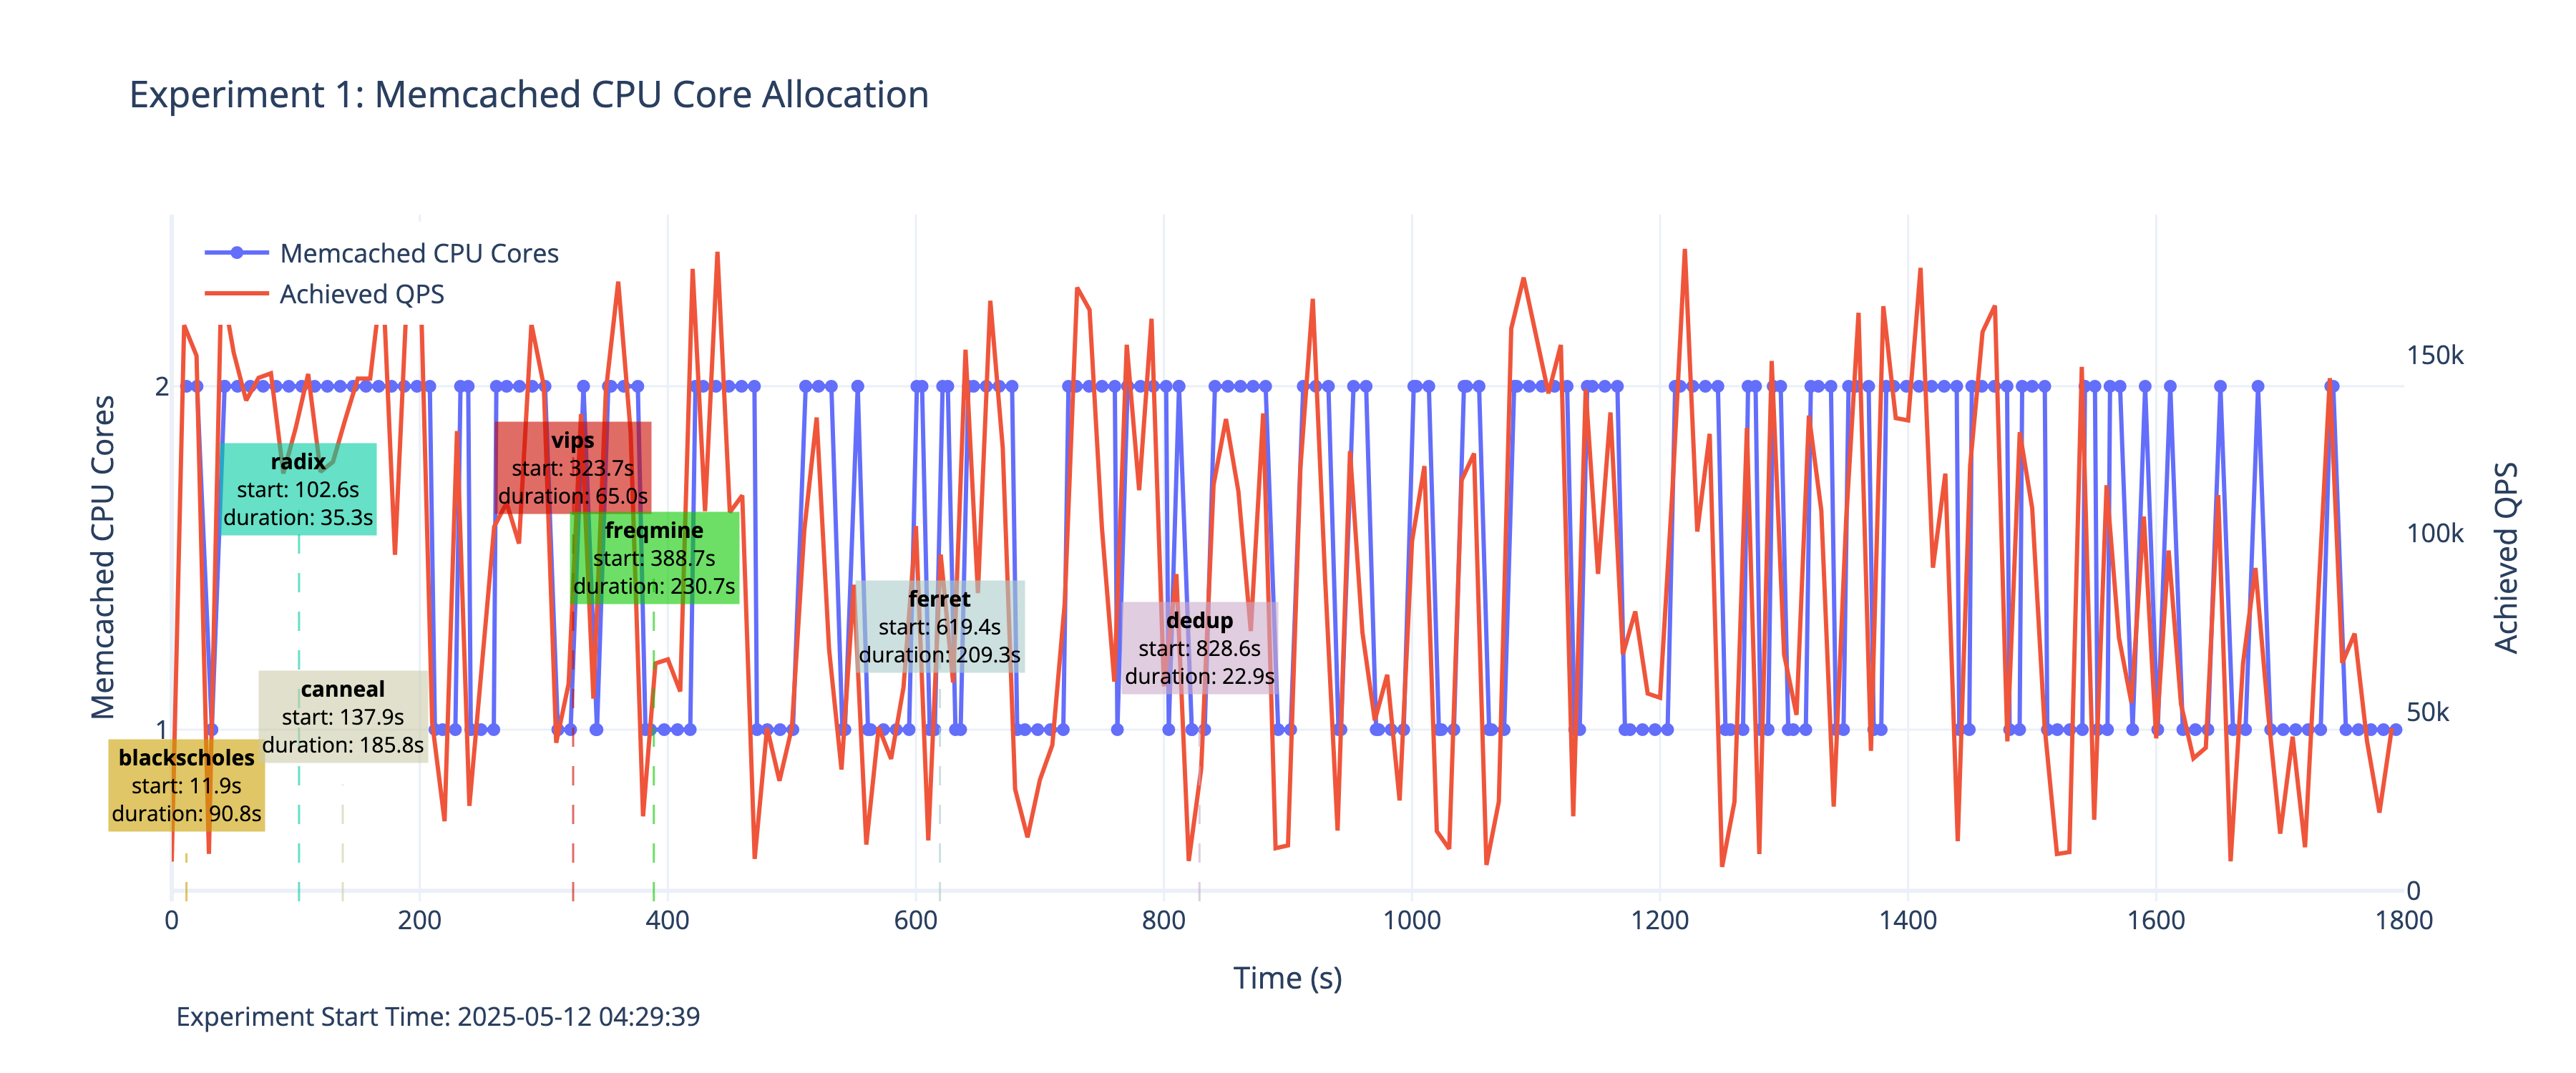 Experiment 1: Memcached CPU Core Allocation
Memcached CPU Cores
Achieved QPS
Memcached CPU Cores
2
1
150k
100k
50k
0
Achieved QPS
vips
start: 323.7s
duration: 65.0s
radix
start: 102.6s
duration: 35.3s
freqmine
start: 388.7s
duration: 230.7s
ferret
start: 619.4s
duration: 209.3s
dedup
start: 828.6s
duration: 22.9s
canneal
start: 137.9s
duration: 185.8s
blackscholes
start: 11.9s
duration: 90.8s
0 200 400 600 800 1000 1200 1400 1600 1800
Time (s)
Experiment Start Time: 2025-05-12 04:29:39